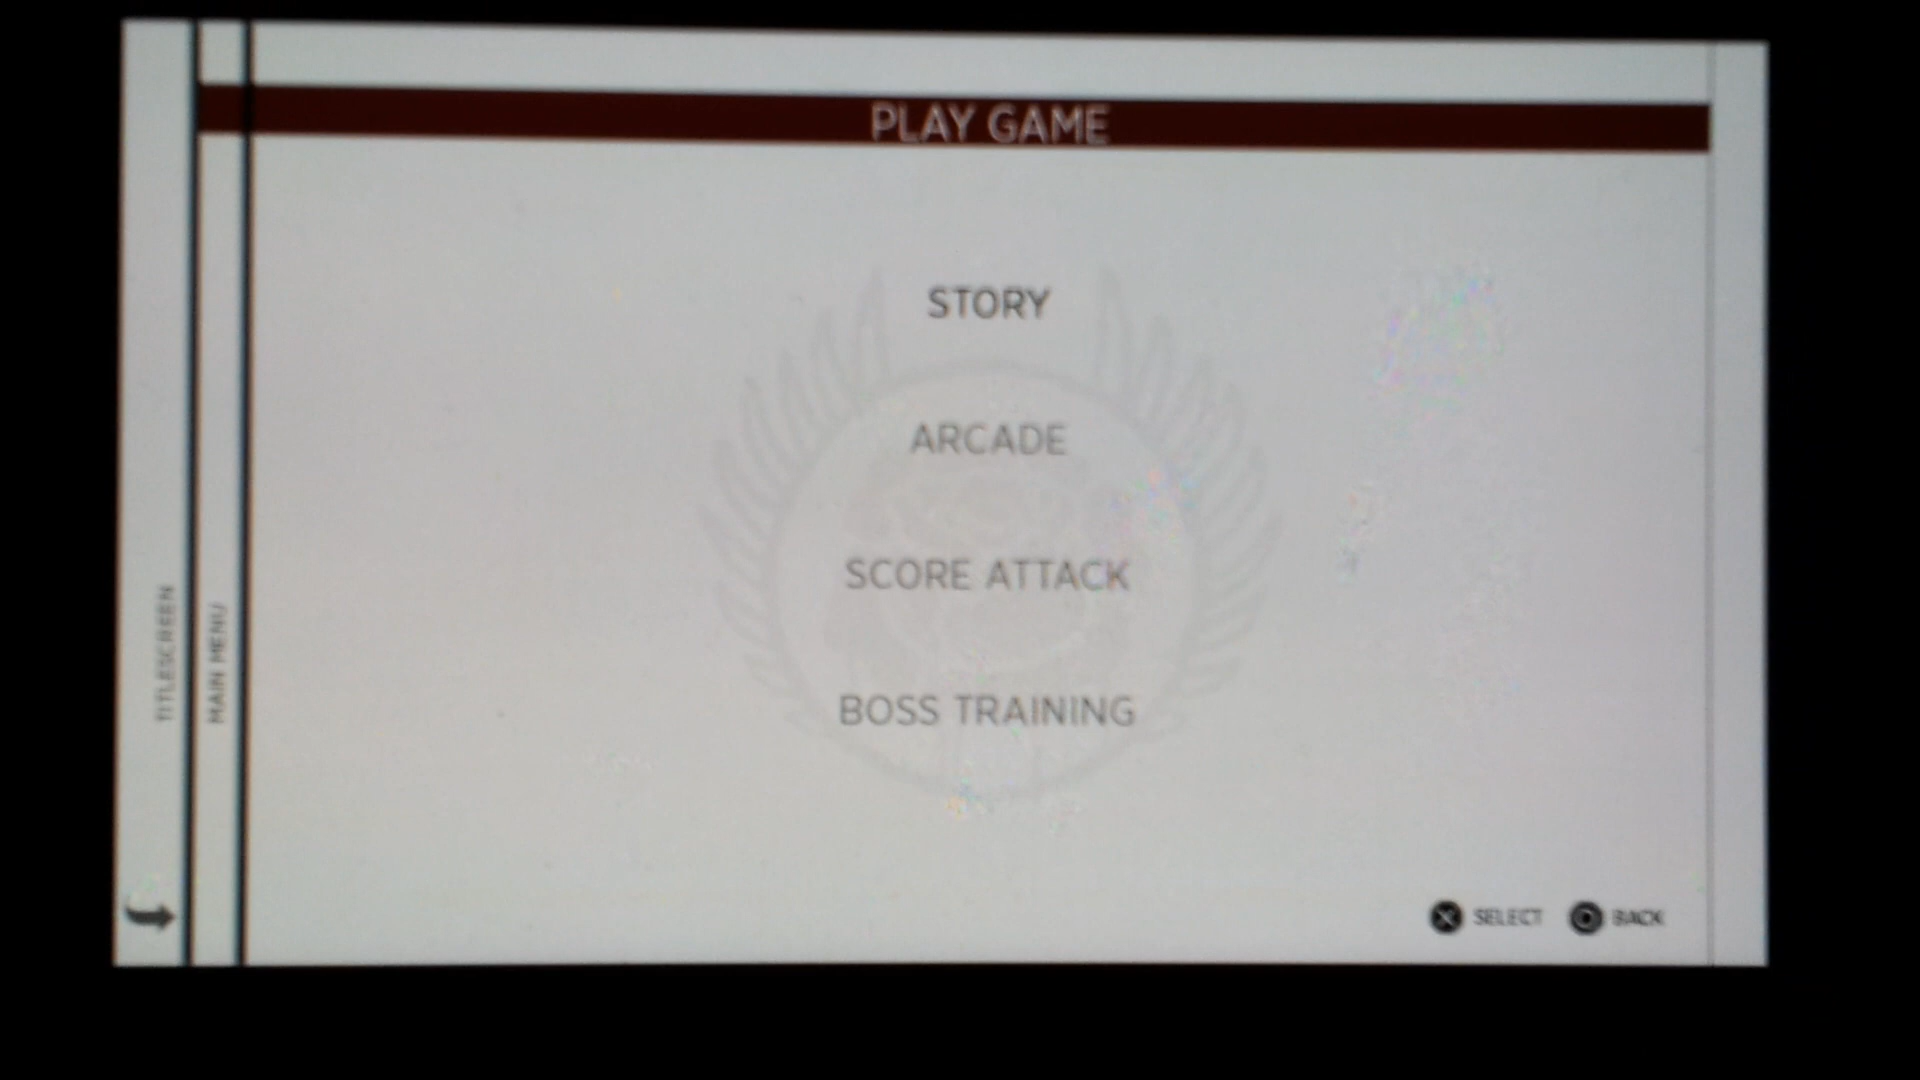 PLAY GAME
STORY
ARCADE
SCORE ATTACK
BOSS TRAINING
TITLESCREEN
MAIN MENU
SELECT
BACK